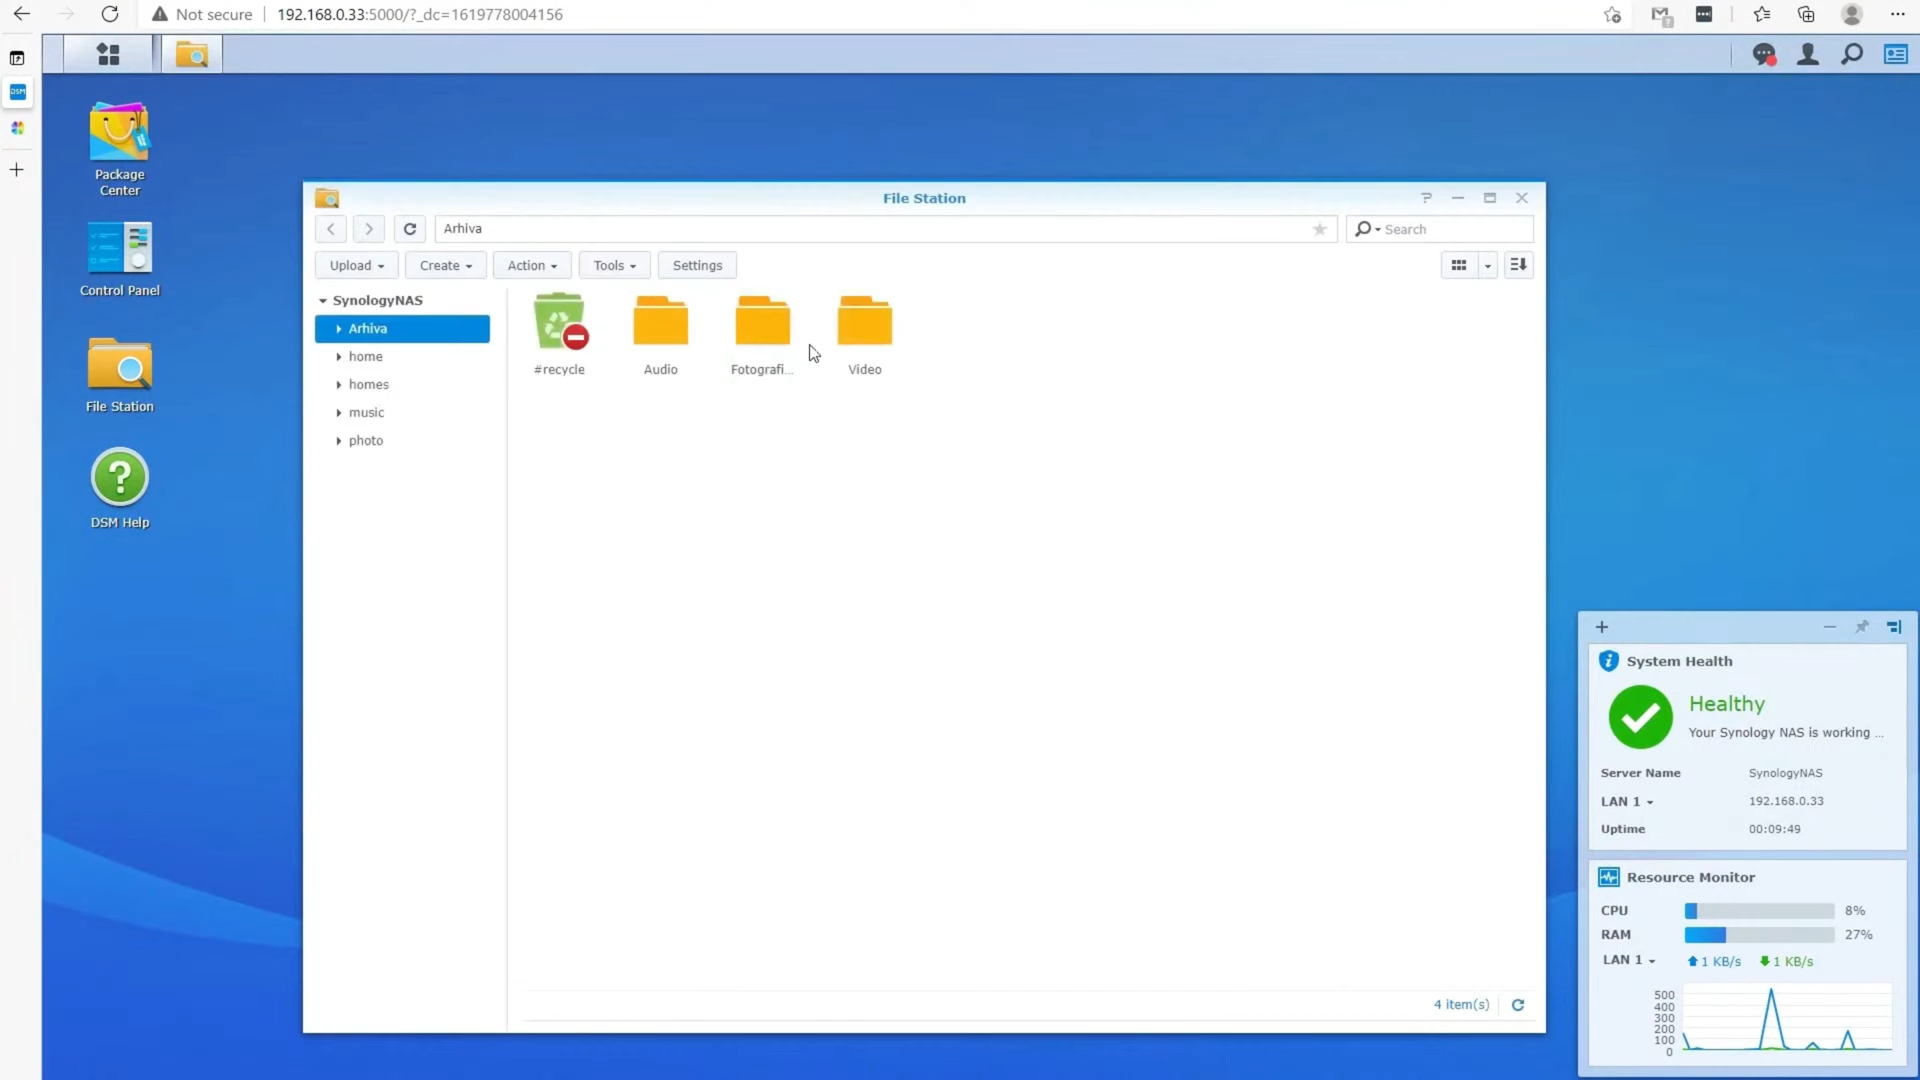 Not secure
192.168.0.33:5000/?_dc=1619778004156
DSM
Package
Center
Control Panel
File Station
DSM Help
File Station
Arhiva
Search
Upload
Create
Action
Tools
Settings
SynologyNAS
Arhiva
home
homes
music
photo
#recycle
Audio
Fotografi...
Video
4 item(s)
System Health
Healthy
Your Synology NAS is working ...
Server Name SynologyNAS
LAN 1 192.168.0.33
Uptime 00:09:49
Resource Monitor
CPU 8%
RAM 27%
LAN 1 1 KB/s 1 KB/s
500
400
300
200
100
0